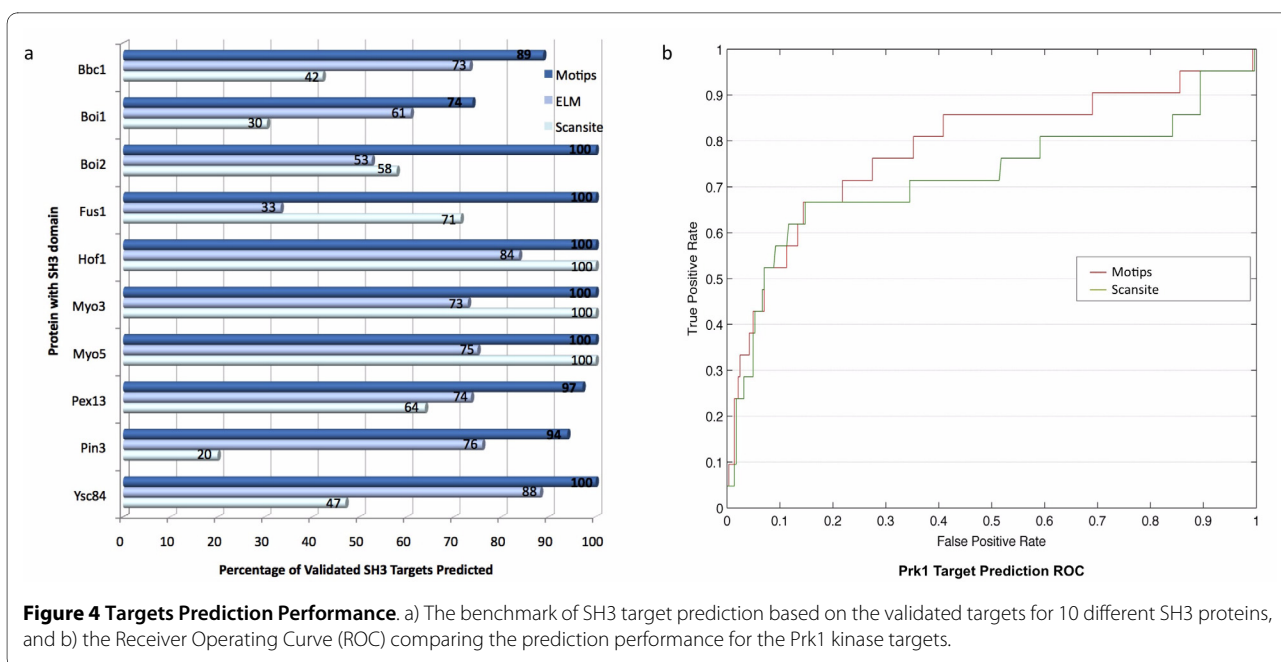 a
Protein with SH3 domain
Bbc1
89
73
42
Boi1
74
61
30
Boi2
100
53
58
Fus1
100
33
71
Hof1
100
84
100
Myo3
100
73
100
Myo5
100
75
100
Pex13
97
74
64
Pin3
94
76
20
Ysc84
100
88
47
Motips
ELM
Scansite
0 10 20 30 40 50 60 70 80 90 100
Percentage of Validated SH3 Targets Predicted
b
True Positive Rate
1
0.9
0.8
0.7
0.6
0.5
0.4
0.3
0.2
0.1
0 0.1 0.2 0.3 0.4 0.5 0.6 0.7 0.8 0.9 1
Motips
Scansite
False Positive Rate
Prk1 Target Prediction ROC
Figure 4 Targets Prediction Performance. a) The benchmark of SH3 target prediction based on the validated targets for 10 different SH3 proteins,
and b) the Receiver Operating Curve (ROC) comparing the prediction performance for the Prk1 kinase targets.